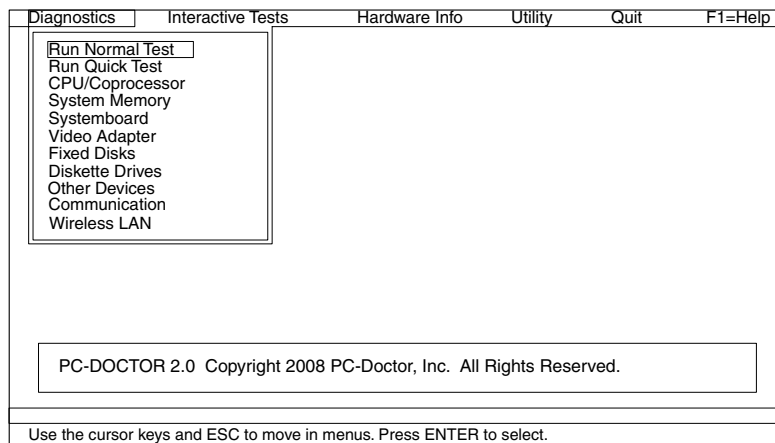 Diagnostics Interactive Tests Hardware Info Utility Quit F1=Help
Run Normal Test
Run Quick Test
CPU/Coprocessor
System Memory
Systemboard
Video Adapter
Fixed Disks
Diskette Drives
Other Devices
Communication
Wireless LAN
PC-DOCTOR 2.0 Copyright 2008 PC-Doctor, Inc. All Rights Reserved.
Use the cursor keys and ESC to move in menus. Press ENTER to select.